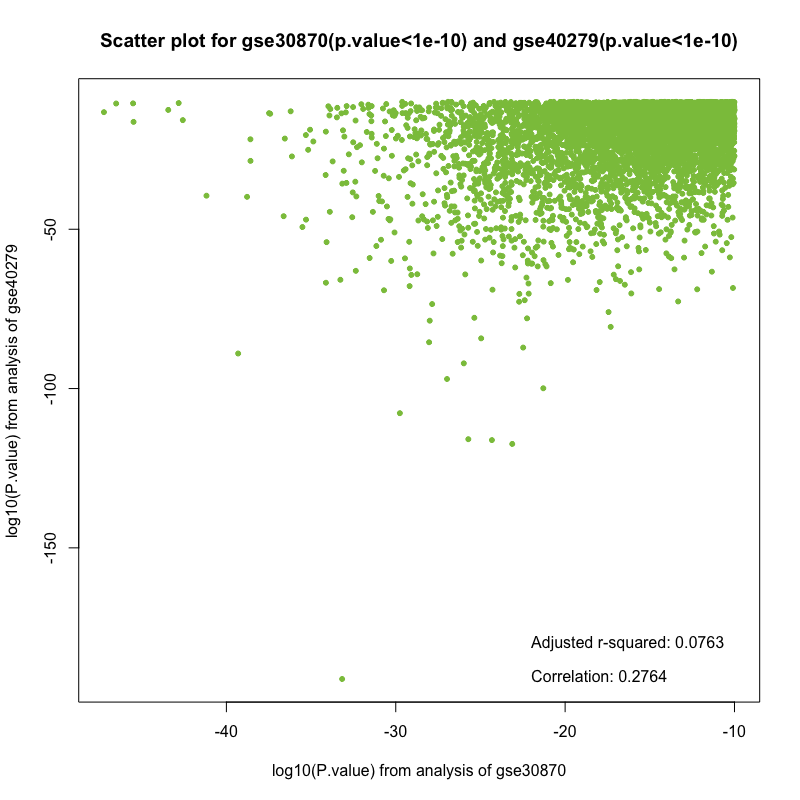 Scatter plot for gse30870(p.value<1e-10) and gse40279(p.value<1e-10)
log10(P.value) from analysis of gse40279
-50
-100
-150
Adjusted r-squared: 0.0763
Correlation: 0.2764
-40
-30
-20
-10
log10(P.value) from analysis of gse30870